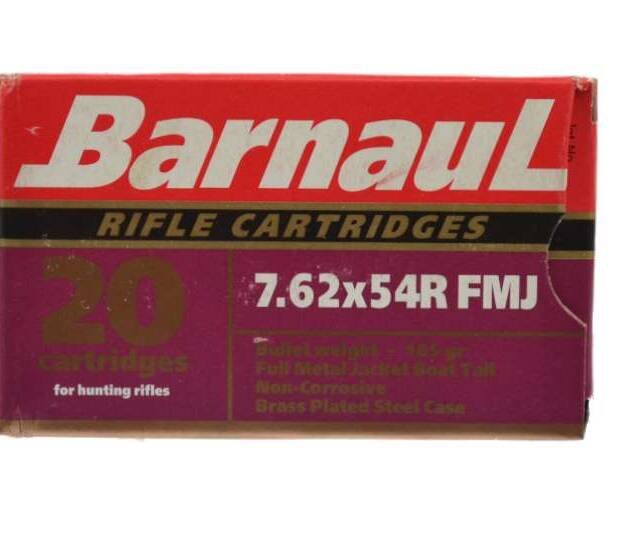 BarnauL
RIFLE CARTRIDGES
20
cartridges
for hunting rifles
7.62x54R FMJ
Bullet weight - 185 gr
Full Metal Jacket Boat Tail
Non-Corrosive
Brass Plated Steel Case